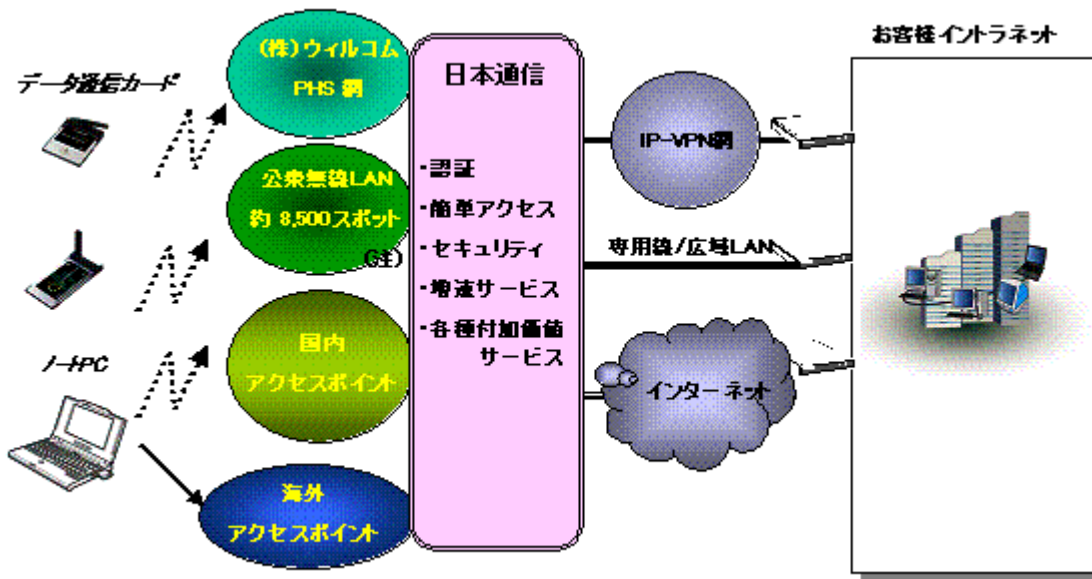 データ通信カード
ノートPC
(株)ウィルコム
PHS 網
公衆無線LAN
約 8,500スポット
(注)
国内
アクセスポイント
海外
アクセスポイント
日本通信
・認証
・簡単アクセス
・セキュリティ
・増速サービス
・各種付加価値
サービス
IP-VPN網
専用線/広域LAN
インターネット
お客様イントラネット